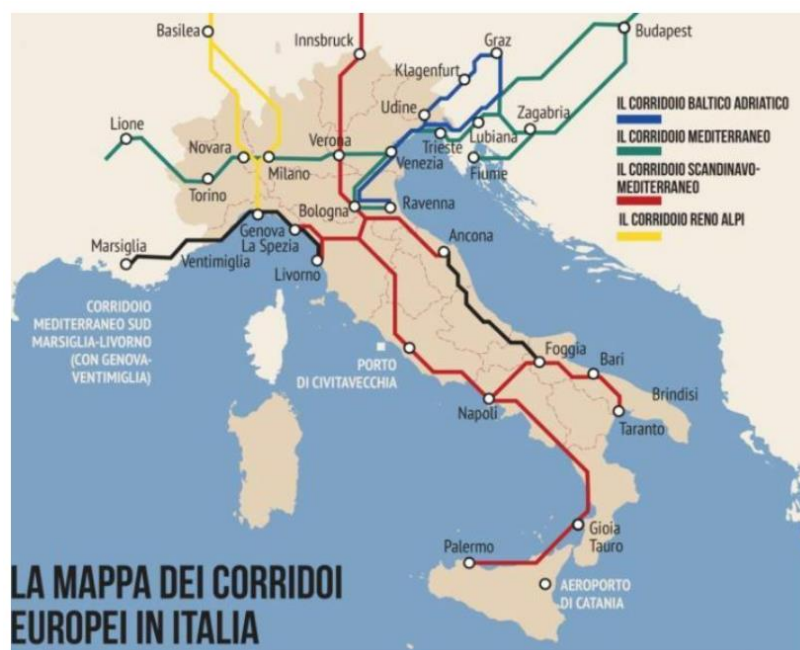 Basilea
Innsbruck
Graz
Budapest
Klagenfurt
Udine
Lione
Novara
Verona
Trieste
Lubiana
Zagabria
Milano
Venezia
Fiume
Torino
Bologna
Ravenna
Genova
La Spezia
Ancona
Marsiglia
Ventimiglia
Livorno
IL CORRIDOIO BALTICO ADRIATICO
IL CORRIDOIO MEDITERRANEO
IL CORRIDOIO SCANDINAVO-
MEDITERRANEO
IL CORRIDOIO RENO ALPI
CORRIDOIO
MEDITERRANEO SUD
MARSIGLIA-LIVORNO
(CON GENOVA-
VENTIMIGLIA)
PORTO
DI CIVITAVECCHIA
Foggia
Bari
Brindisi
Napoli
Taranto
Gioia
Tauro
Palermo
AEROPORTO
DI CATANIA
LA MAPPA DEI CORRIDOI
EUROPEI IN ITALIA